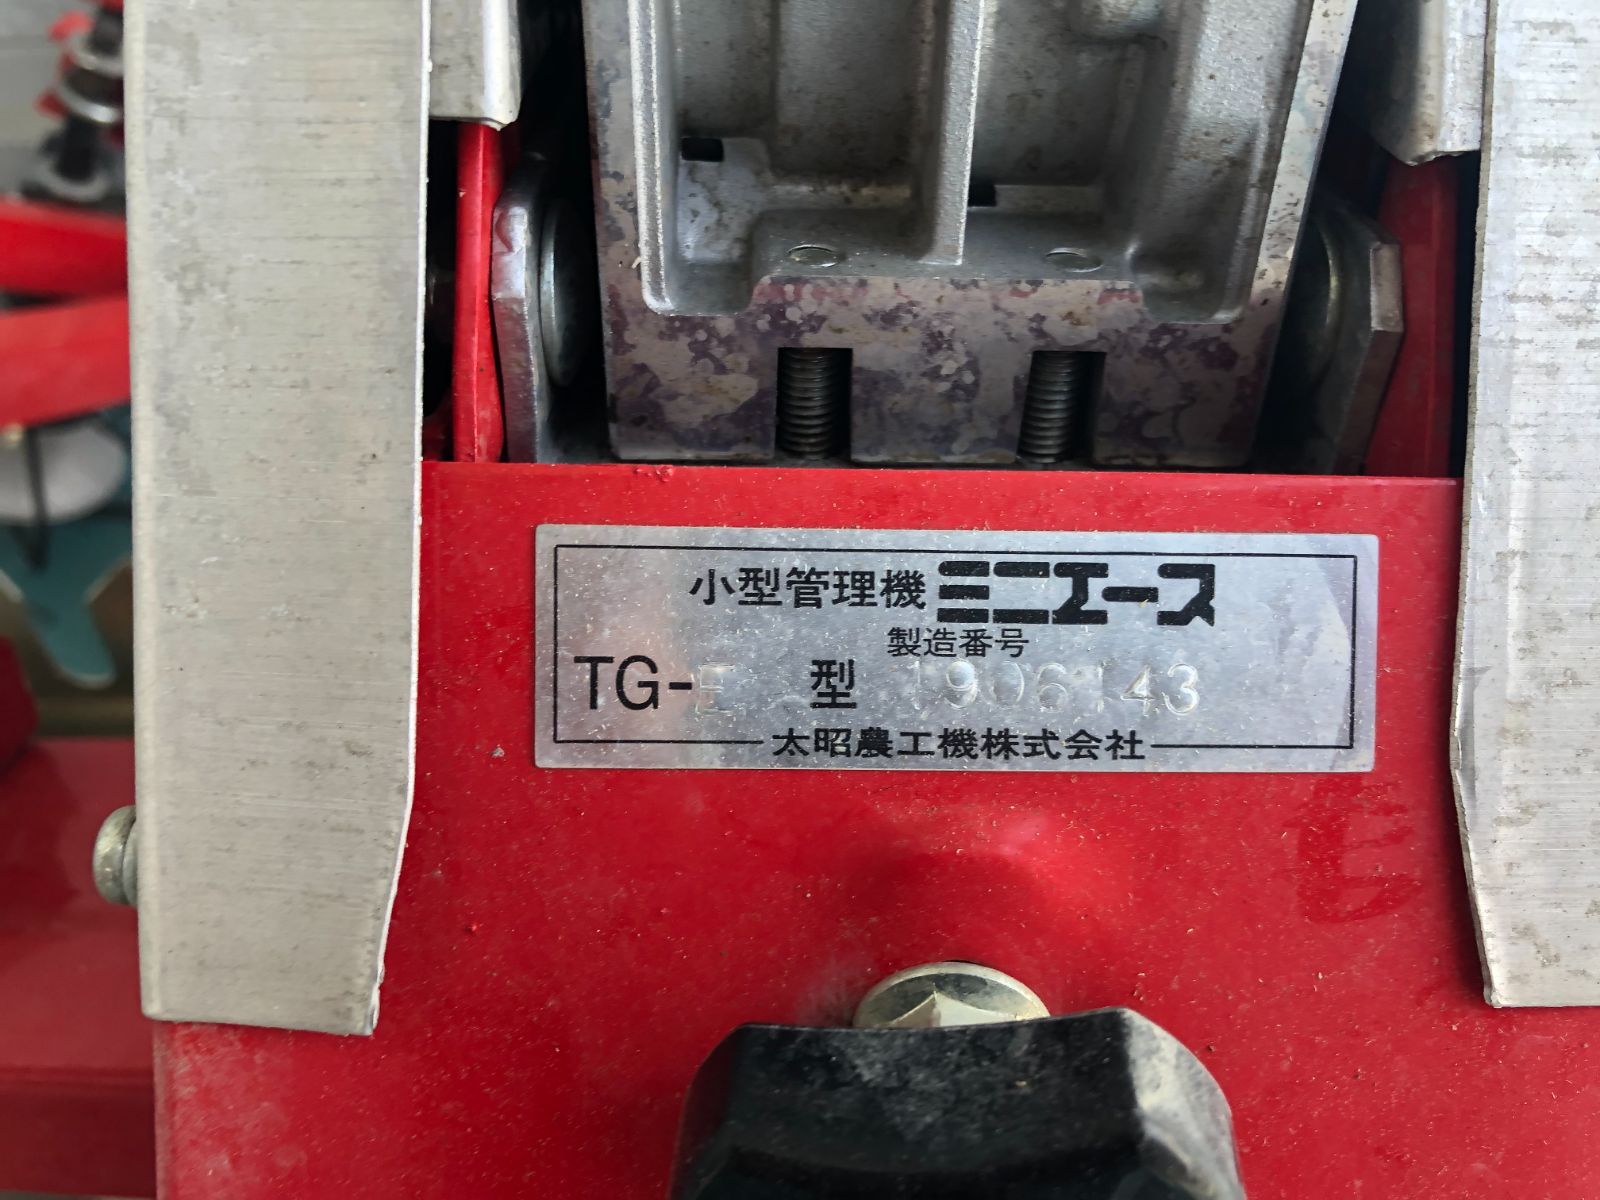 小型管理機ミニエース
製造番号
TG-E 型 1906143
太昭農工機株式会社